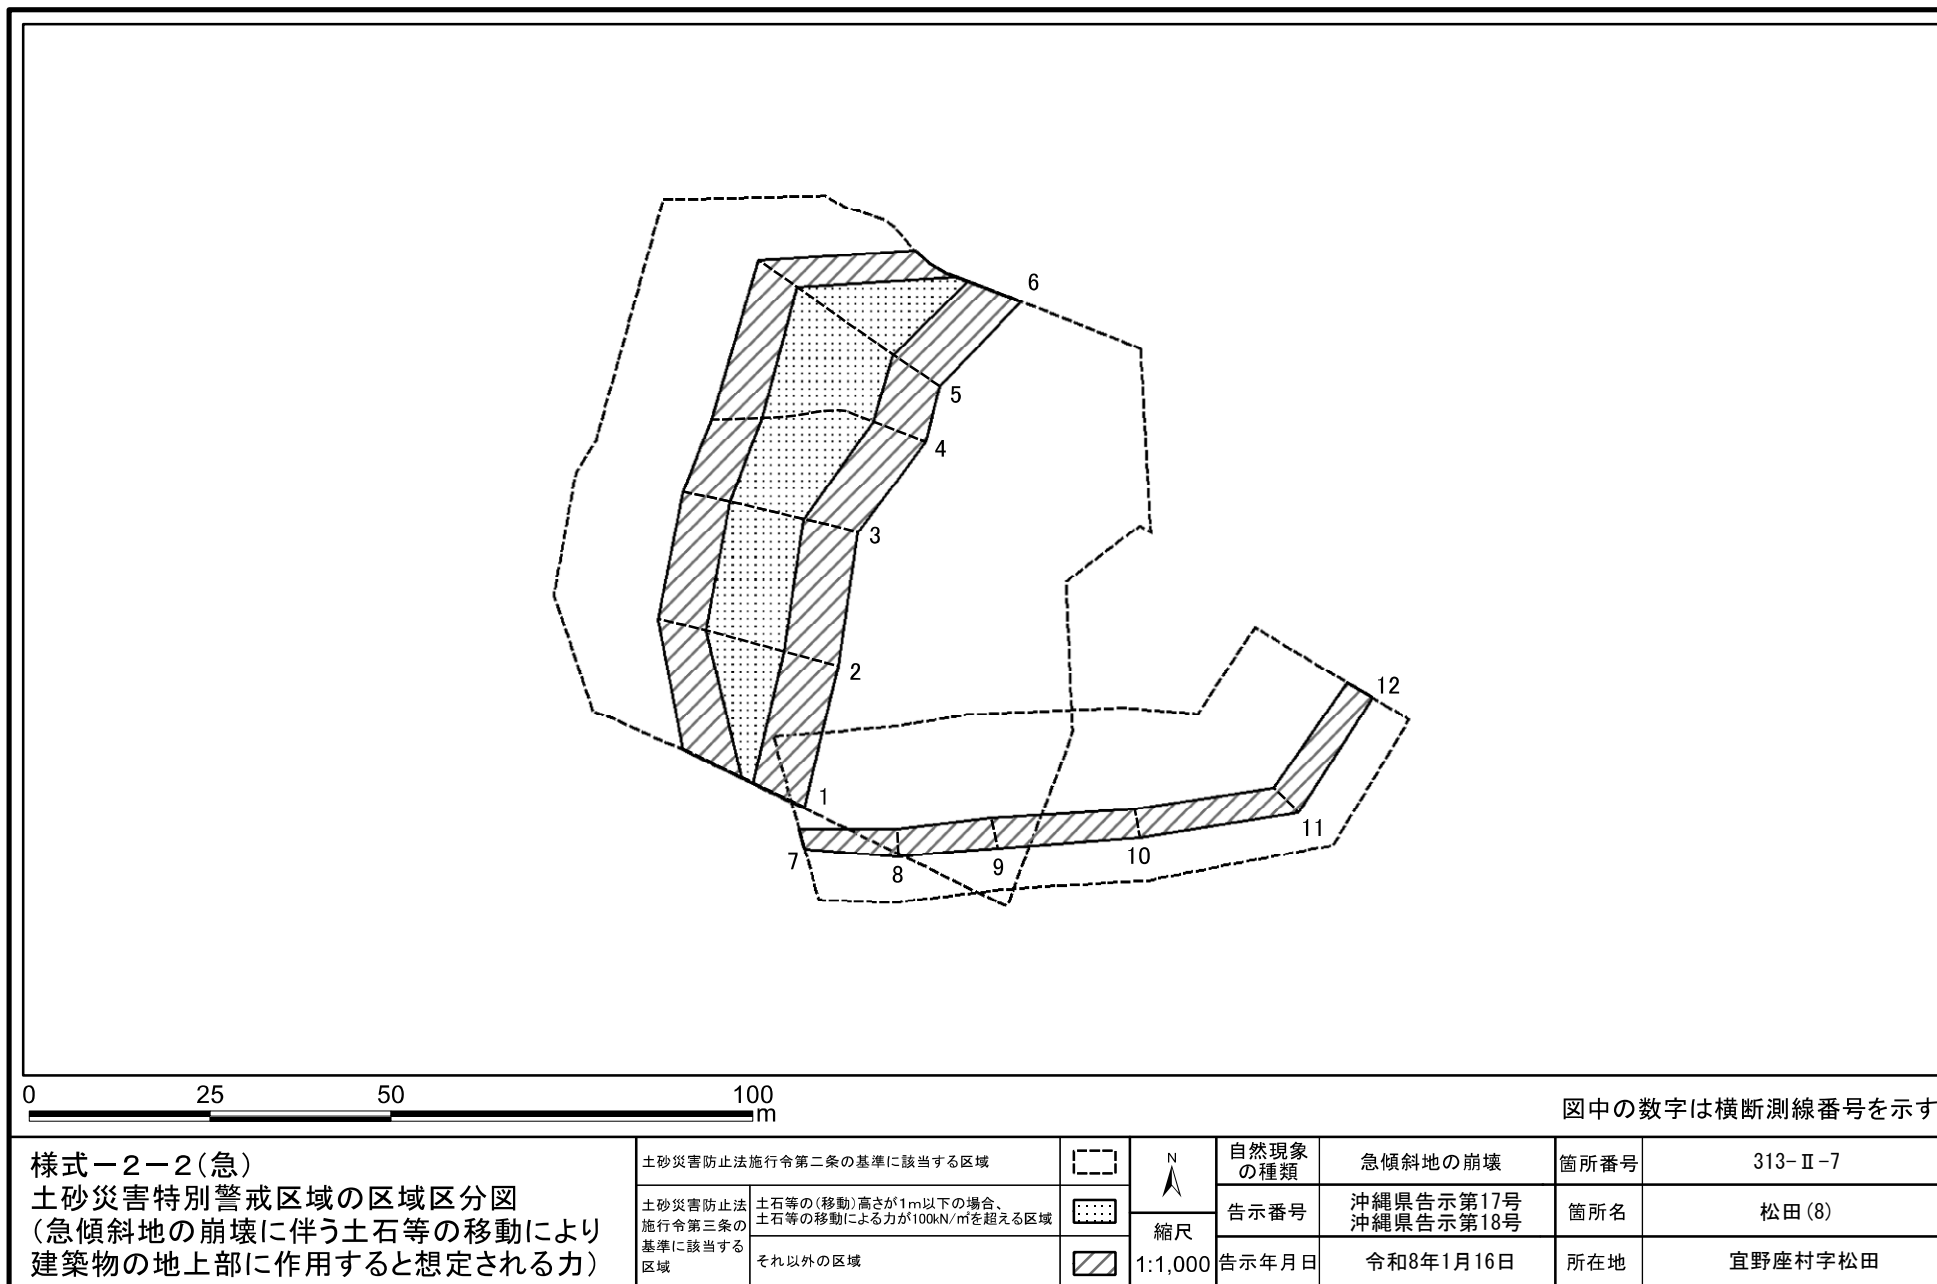 6
5
4
3
2
1
12
11
10
9
8
7
0 25 50 100
m
図中の数字は横断測線番号を示す
様式-2-2(急)
土砂災害特別警戒区域の区域区分図
(急傾斜地の崩壊に伴う土石等の移動により
建築物の地上部に作用すると想定される力)
土砂災害防止法施行令第二条の基準に該当する区域
土砂災害防止法
施行令第三条の
基準に該当する
区域
土石等の(移動)高さが1m以下の場合、
土石等の移動による力が100kN/㎡を超える区域
それ以外の区域
N
縮尺
1:1,000
自然現象
の種類
急傾斜地の崩壊
箇所番号
313-Ⅱ-7
告示番号
沖縄県告示第17号
沖縄県告示第18号
箇所名
松田(8)
告示年月日
令和8年1月16日
所在地
宜野座村字松田